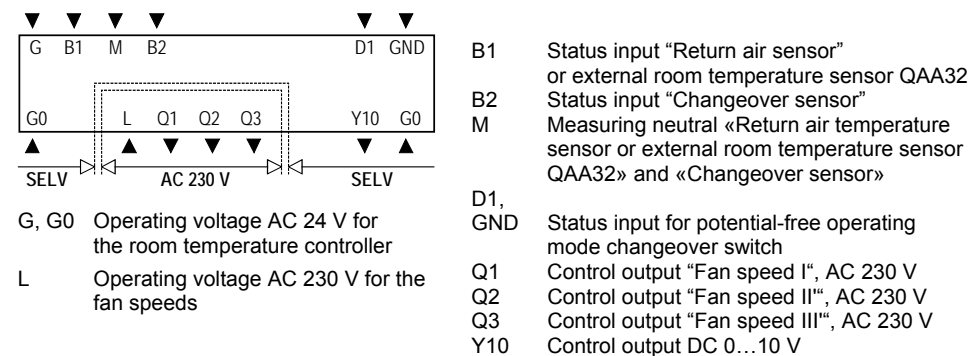 G B1 M B2 D1 GND
G0 L Q1 Q2 Q3 Y10 G0
SELV AC 230 V SELV
G, G0 Operating voltage AC 24 V for
the room temperature controller
L Operating voltage AC 230 V for the
fan speeds
B1 Status input “Return air sensor”
or external room temperature sensor QAA32
B2 Status input “Changeover sensor”
M Measuring neutral «Return air temperature
sensor or external room temperature sensor
QAA32» and «Changeover sensor»
D1,
GND Status input for potential-free operating
mode changeover switch
Q1 Control output “Fan speed I“, AC 230 V
Q2 Control output “Fan speed II'“, AC 230 V
Q3 Control output “Fan speed III'“, AC 230 V
Y10 Control output DC 0…10 V